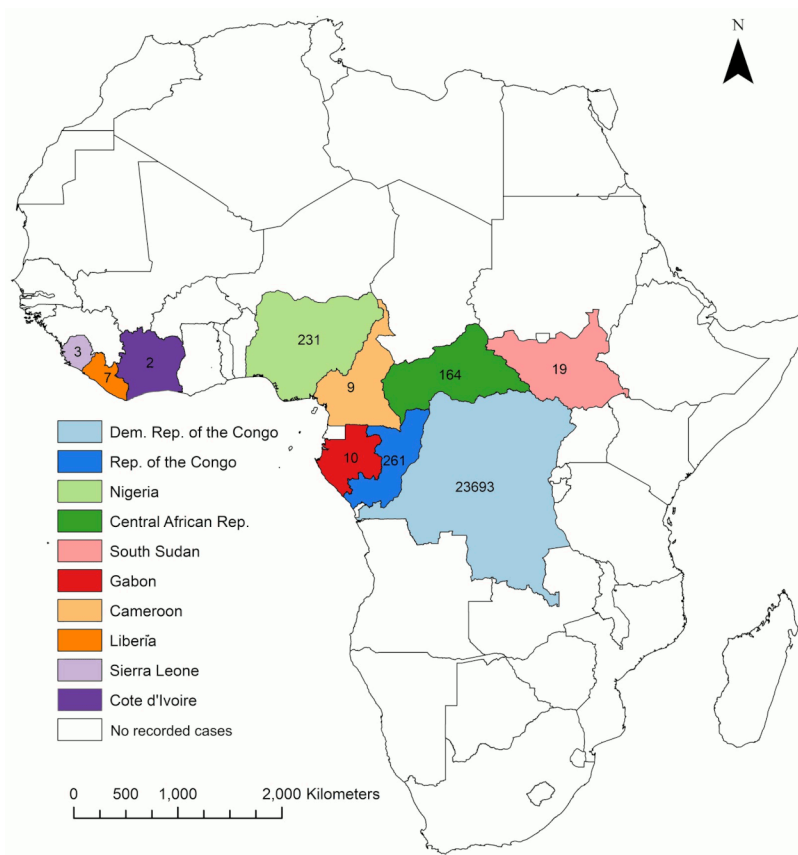 N
231
3
7
2
9
164
19
10
261
23693
Dem. Rep. of the Congo
Rep. of the Congo
Nigeria
Central African Rep.
South Sudan
Gabon
Cameroon
Libería
Sierra Leone
Cote d'Ivoire
No recorded cases
0 500 1,000 2,000 Kilometers